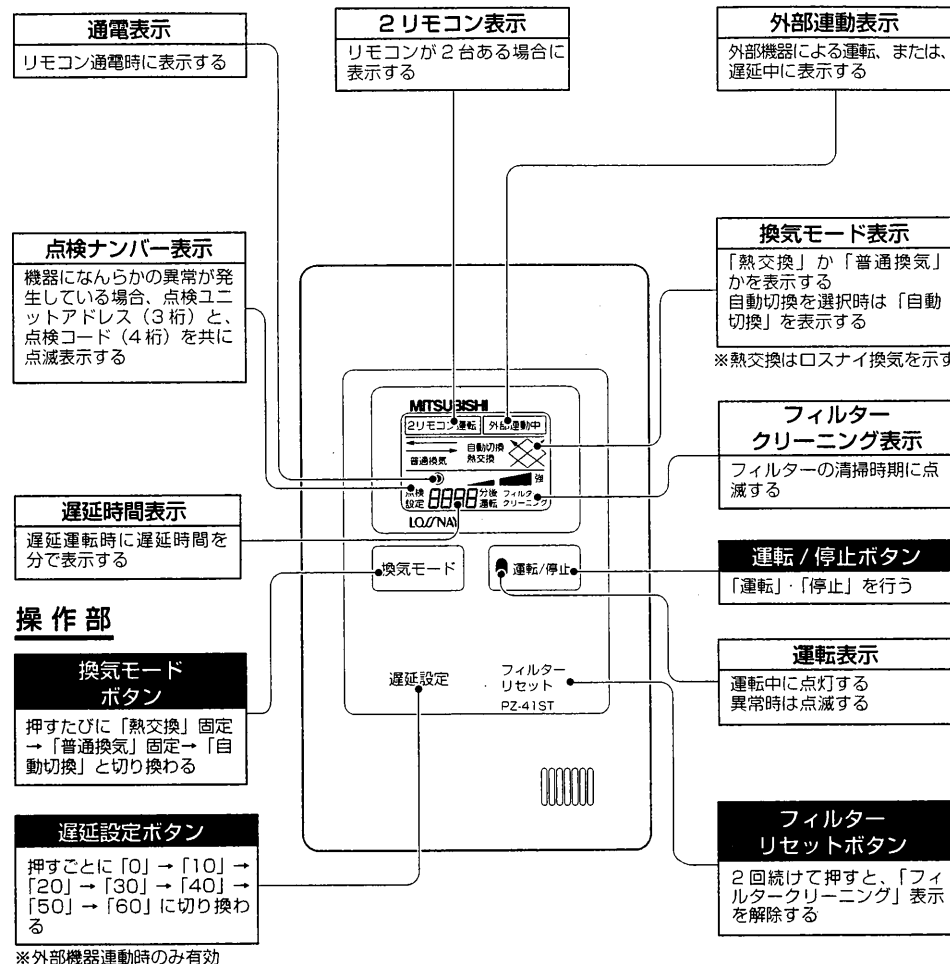 通電表示
リモコン通電時に表示する
2リモコン表示
リモコンが2台ある場合に
表示する
外部連動表示
外部機器による運転、または、
遅延中に表示する
点検ナンバー表示
機器になんらかの異常が発
生している場合、点検ユニ
ットアドレス（3桁）と、
点検コード（4桁）を共に
点滅表示する
換気モード表示
「熱交換」か「普通換気」
かを表示する
自動切換を選択時は「自動
切換」を表示する
※熱交換はロスナイ換気を示す
フィルター
クリーニング表示
フィルターの清掃時期に点
滅する
遅延時間表示
遅延運転時に遅延時間を
分で表示する
MITSUBISHI
2リモコン運転 外部連動中
自動切換
普通換気 熱交換
強
点検 分後 フィルター
設定 8888 運転 クリーニング
LOSSNAY
換気モード 運転/停止
遅延設定 フィルター
リセット
PZ-41ST
運転/停止ボタン
「運転」・「停止」を行う
運転表示
運転中に点灯する
異常時は点滅する
操作部
換気モード
ボタン
押すたびに「熱交換」固定
→「普通換気」固定→「自
動切換」と切り換わる
遅延設定ボタン
押すごとに「0」→「10」→
「20」→「30」→「40」→
「50」→「60」に切り換わ
る
※外部機器連動時のみ有効
フィルター
リセットボタン
2回続けて押すと、「フィ
ルタークリーニング」表示
を解除する